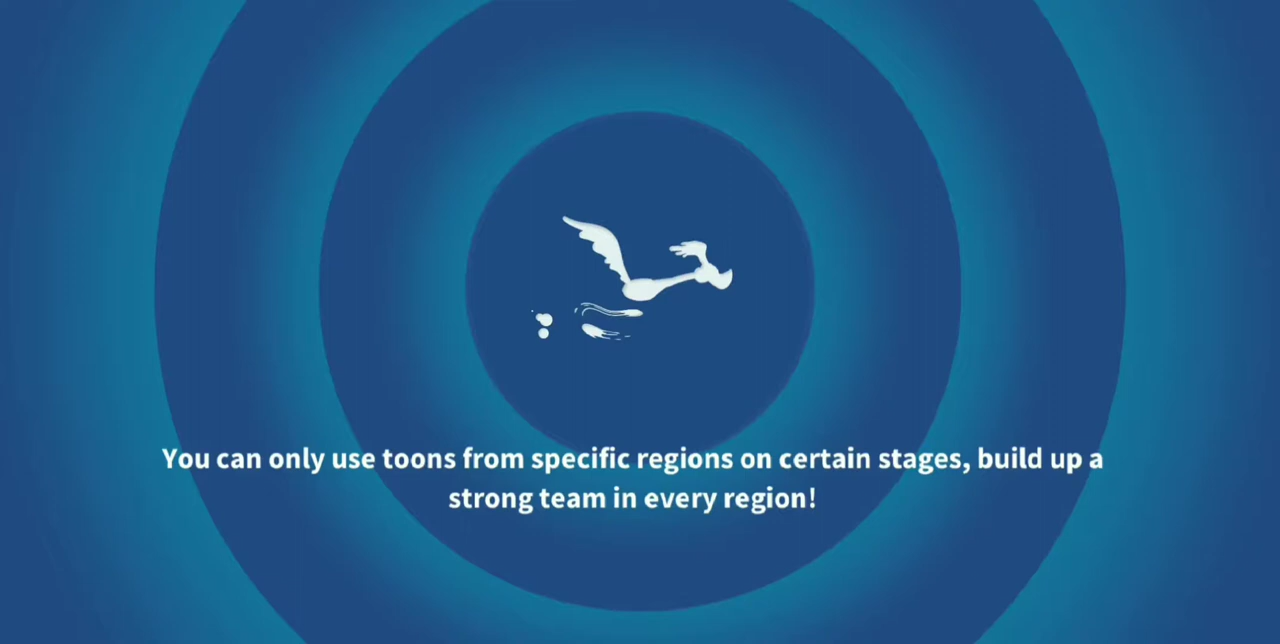 You can only use toons from specific regions on certain stages, build up a
strong team in every region!